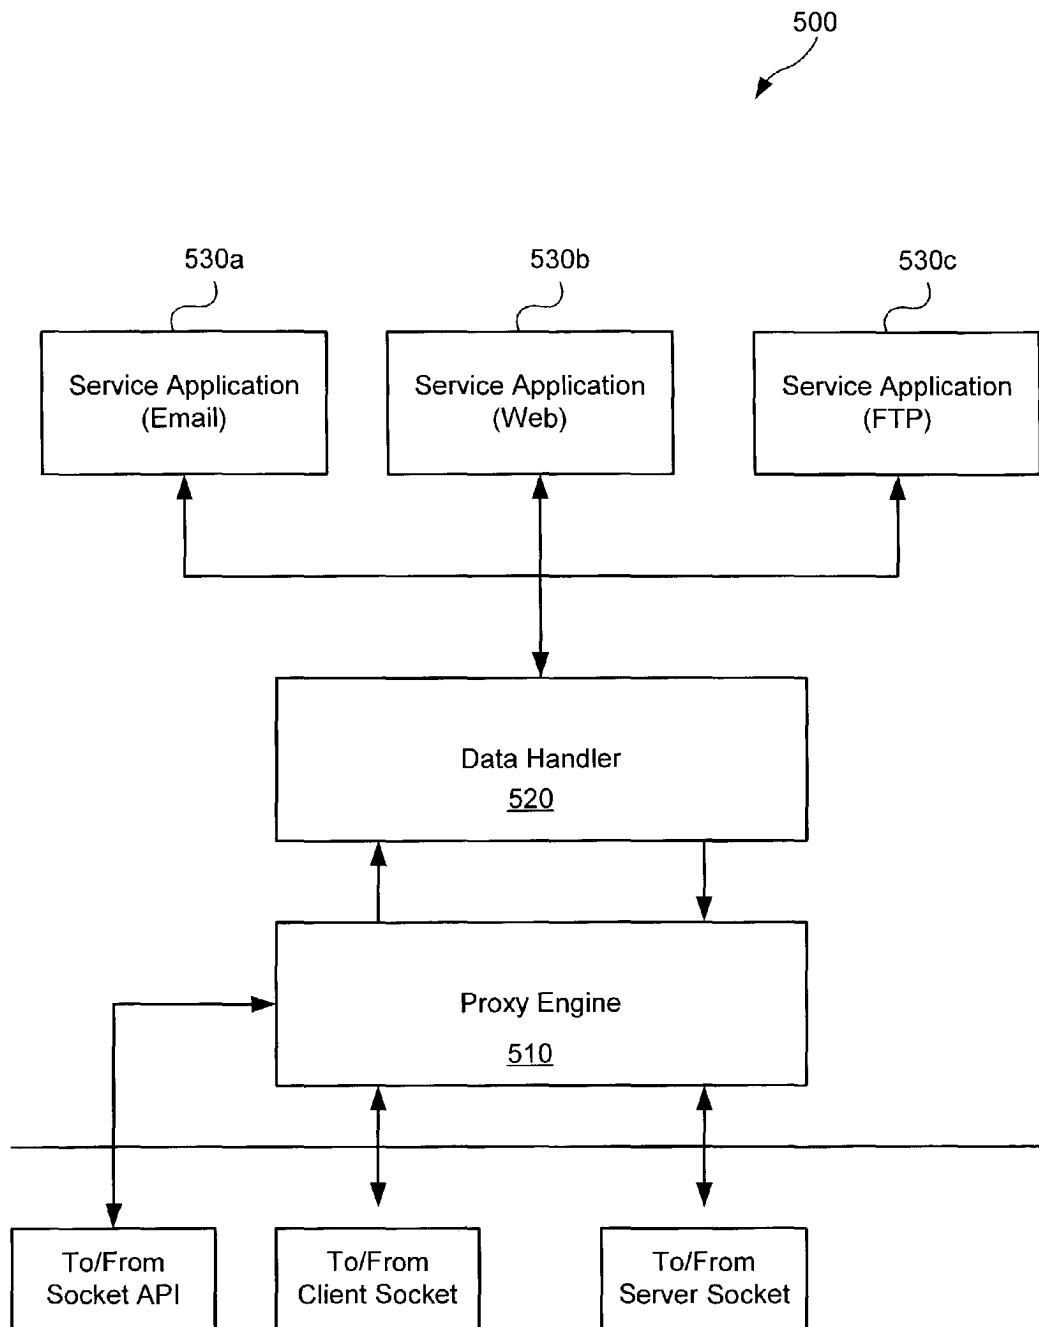 500
530a
530b
530c
Service Application
(Email)
Service Application
(Web)
Service Application
(FTP)
Data Handler
520
Proxy Engine
510
To/From
Socket API
To/From
Client Socket
To/From
Server Socket